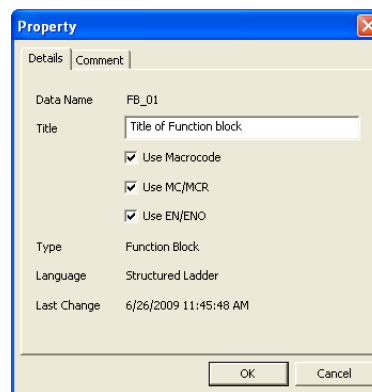 Property
Details Comment
Data Name FB_01
Title Title of Function block
Use Macrocode
Use MC/MCR
Use EN/ENO
Type Function Block
Language Structured Ladder
Last Change 6/26/2009 11:45:48 AM
OK Cancel